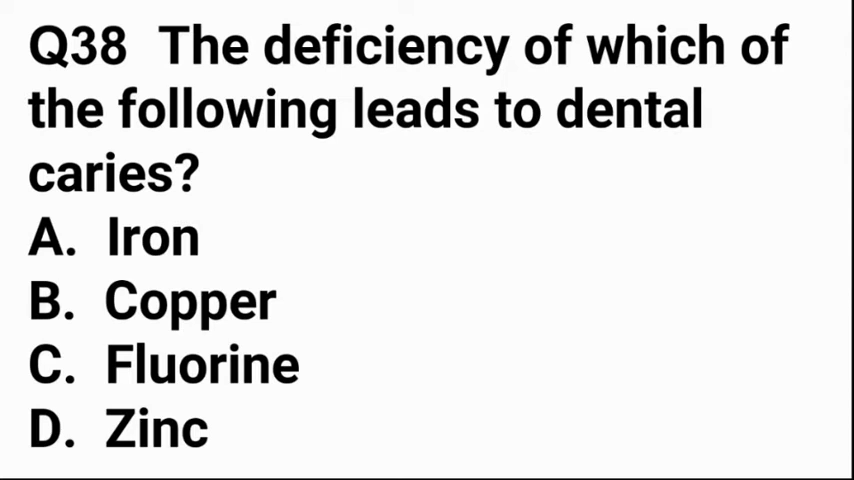 Q38 The deficiency of which of
the following leads to dental
caries?
A. Iron
B. Copper
C. Fluorine
D. Zinc